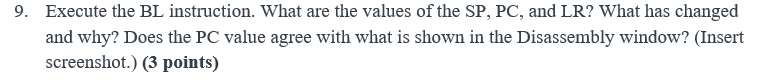 9. Execute the BL instruction. What are the values of the SP, PC, and LR? What has changed
and why? Does the PC value agree with what is shown in the Disassembly window? (Insert
screenshot.) (3 points)